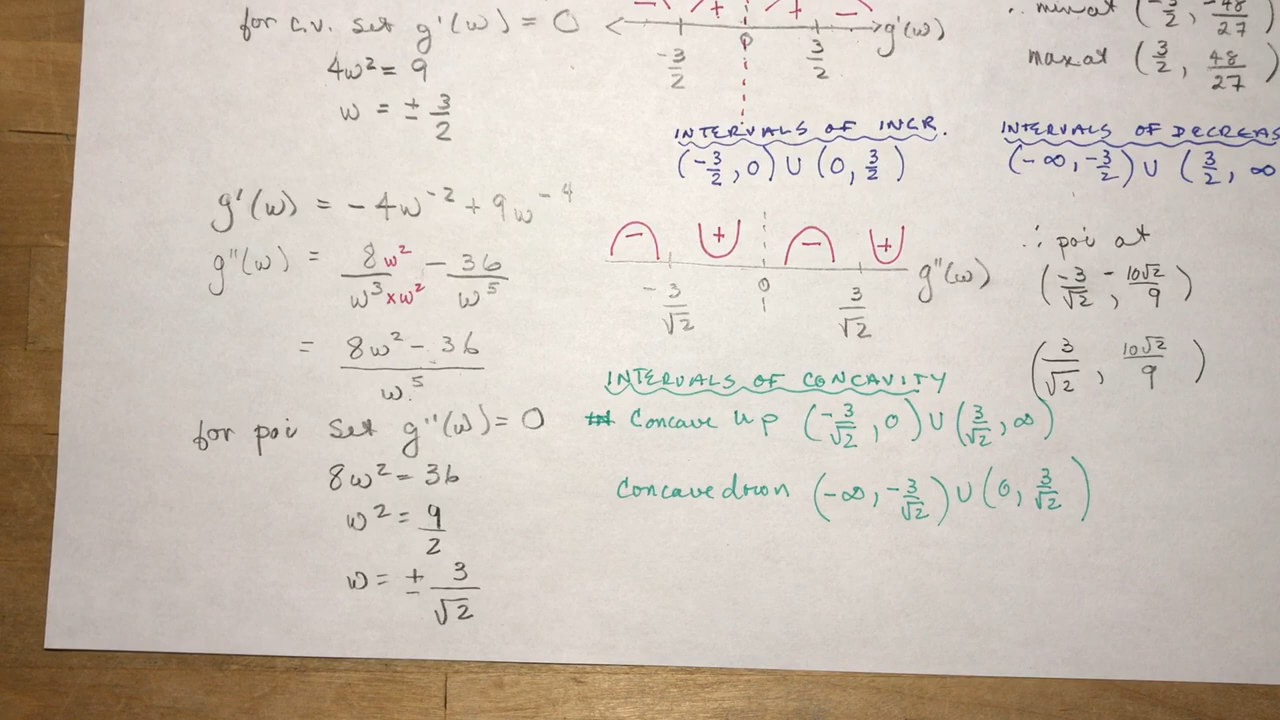 for c.v. set g'(w) = 0
4w² = 9
w = ± 3/2
- + + -
-3/2 0 3/2 g'(w)
∴ min at (-3/2, -48/27)
max at (3/2, 48/27)
INTERVALS OF INCR.
(-3/2, 0) ∪ (0, 3/2)
INTERVALS OF DECREAS
(-∞, -3/2) ∪ (3/2, ∞
g'(w) = -4w⁻² + 9w⁻⁴
g''(w) = 8w²/w³×w² - 36/w⁵
= 8w² - 36/w⁵
for poi set g''(w) = 0
8w² = 36
w² = 9/2
w = ± 3/√2
- + - +
-3/√2 0 3/√2 g''(w)
∴ poi at
(-3/√2, -10√2/9)
(3/√2, 10√2/9)
INTERVALS OF CONCAVITY
Concave up (-3/√2, 0) ∪ (3/√2, ∞)
Concave down (-∞, -3/√2) ∪ (0, 3/√2)